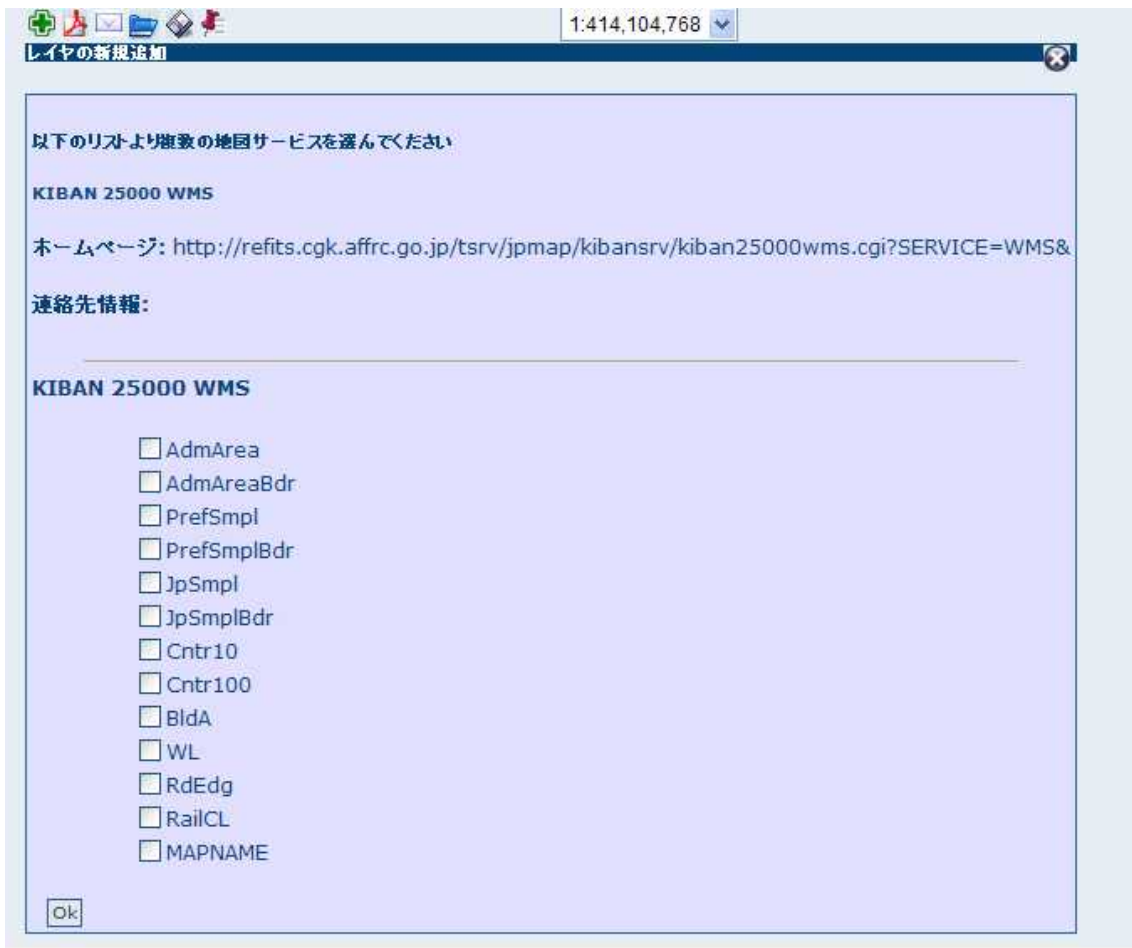 1:414,104,768
レイヤの新規追加
以下のリストより複数の地図サービスを選んでください
KIBAN 25000 WMS
ホームページ: http://refits.cgk.affrc.go.jp/tsrv/jpmap/kibansrv/kiban25000wms.cgi?SERVICE=WMS&
連絡先情報:
KIBAN 25000 WMS
AdmArea
AdmAreaBdr
PrefSmpl
PrefSmplBdr
JpSmpl
JpSmplBdr
Cntr10
Cntr100
BldA
WL
RdEdg
RailCL
MAPNAME
Ok